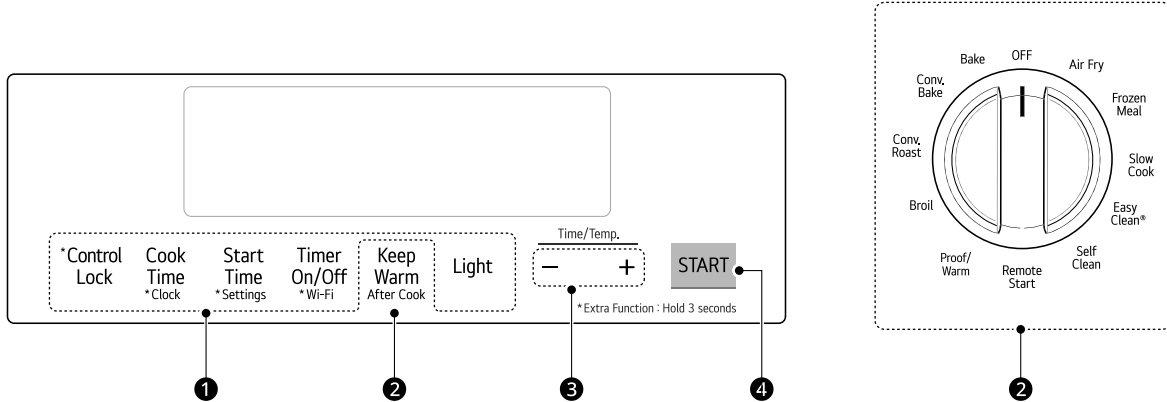 *Control
Lock
Cook
Time
*Clock
Start
Time
*Settings
Timer
On/Off
*Wi-Fi
Keep
Warm
After Cook
Light
Time/Temp.
− +
START
*Extra Function : Hold 3 seconds
1
2
3
4
OFF
Air Fry
Frozen
Meal
Slow
Cook
Easy
Clean®
Self
Clean
Remote
Start
Proof/
Warm
Broil
Conv.
Roast
Conv.
Bake
Bake
2